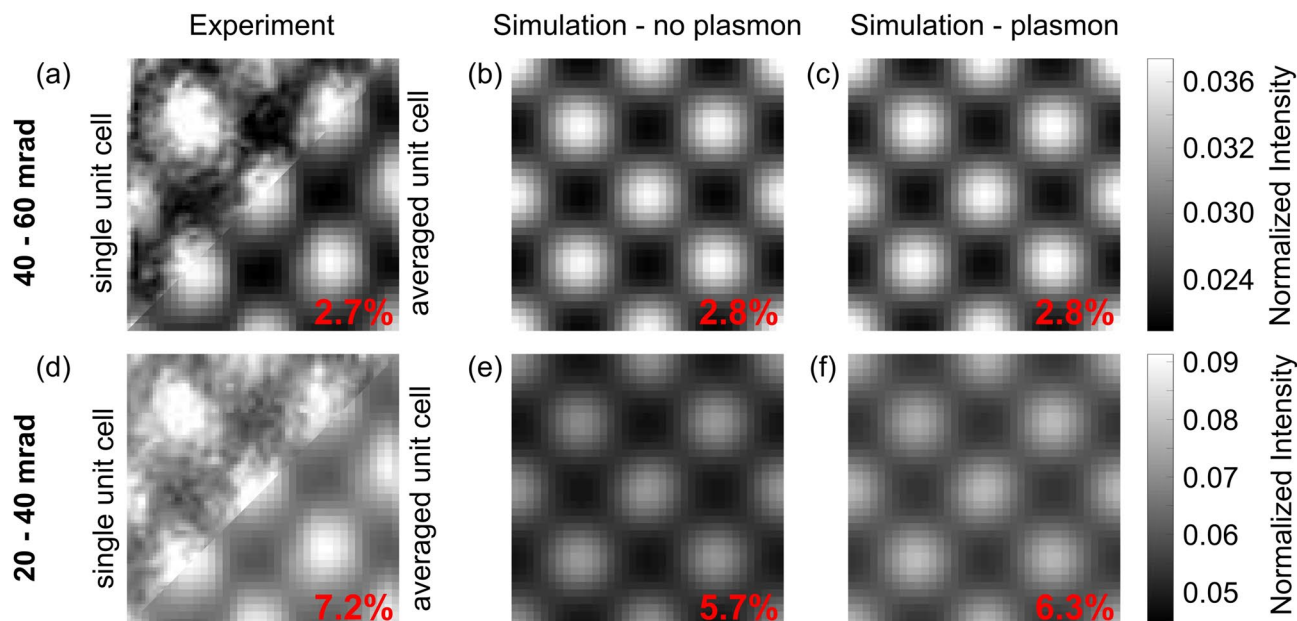 Experiment
Simulation - no plasmon
Simulation - plasmon
40 - 60 mrad
(a)
single unit cell
averaged unit cell
2.7%
(b)
2.8%
(c)
2.8%
0.036
0.032
0.030
0.024
Normalized Intensity
20 - 40 mrad
(d)
single unit cell
averaged unit cell
7.2%
(e)
5.7%
(f)
6.3%
0.09
0.08
0.07
0.06
0.05
Normalized Intensity